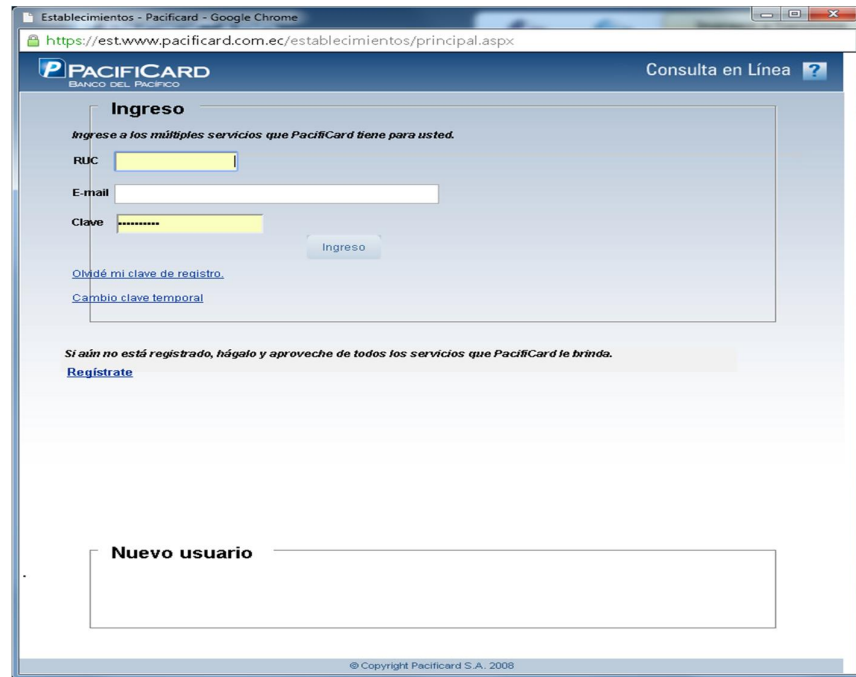 Establecimientos - Pacificard - Google Chrome
https://est.www.pacificard.com.ec/establecimientos/principal.aspx
PACIFICARD
BANCO DEL PACIFICO
Consulta en Línea ?
Ingreso
Ingrese a los múltiples servicios que PacifiCard tiene para usted.
RUC
E-mail
Clave ••••••••••
Ingreso
Olvidé mi clave de registro.
Cambio clave temporal
Si aún no está registrado, hágalo y aproveche de todos los servicios que PacifiCard le brinda.
Regístrate
Nuevo usuario
.
© Copyright Pacificard S.A. 2008